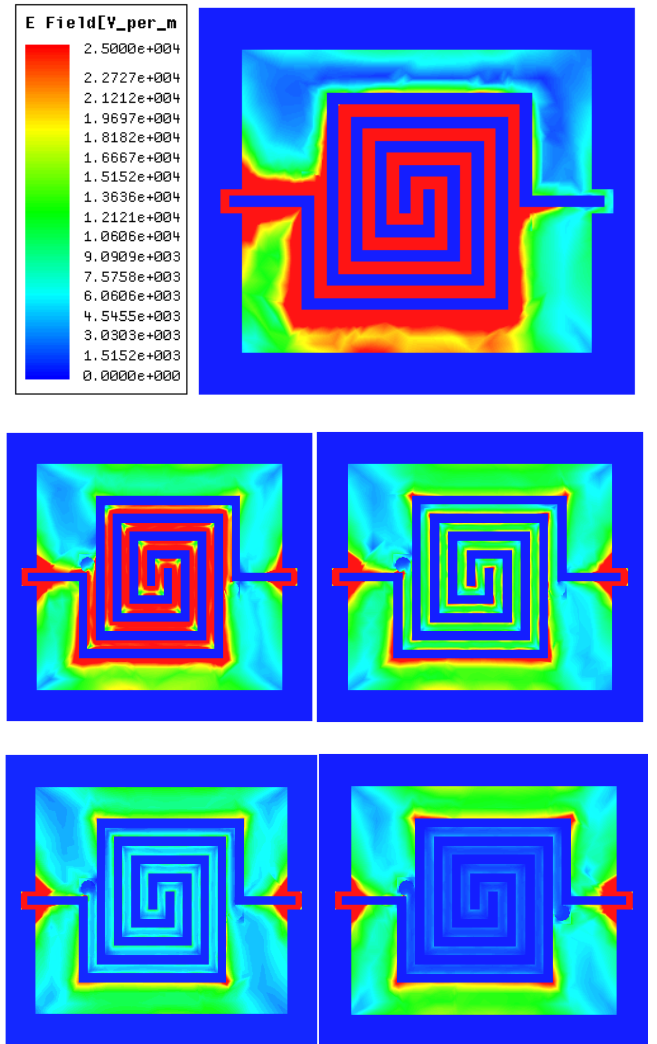 E Field[V_per_m
2.5000e+004
2.2727e+004
2.1212e+004
1.9697e+004
1.8182e+004
1.6667e+004
1.5152e+004
1.3636e+004
1.2121e+004
1.0606e+004
9.0909e+003
7.5758e+003
6.0606e+003
4.5455e+003
3.0303e+003
1.5152e+003
0.0000e+000